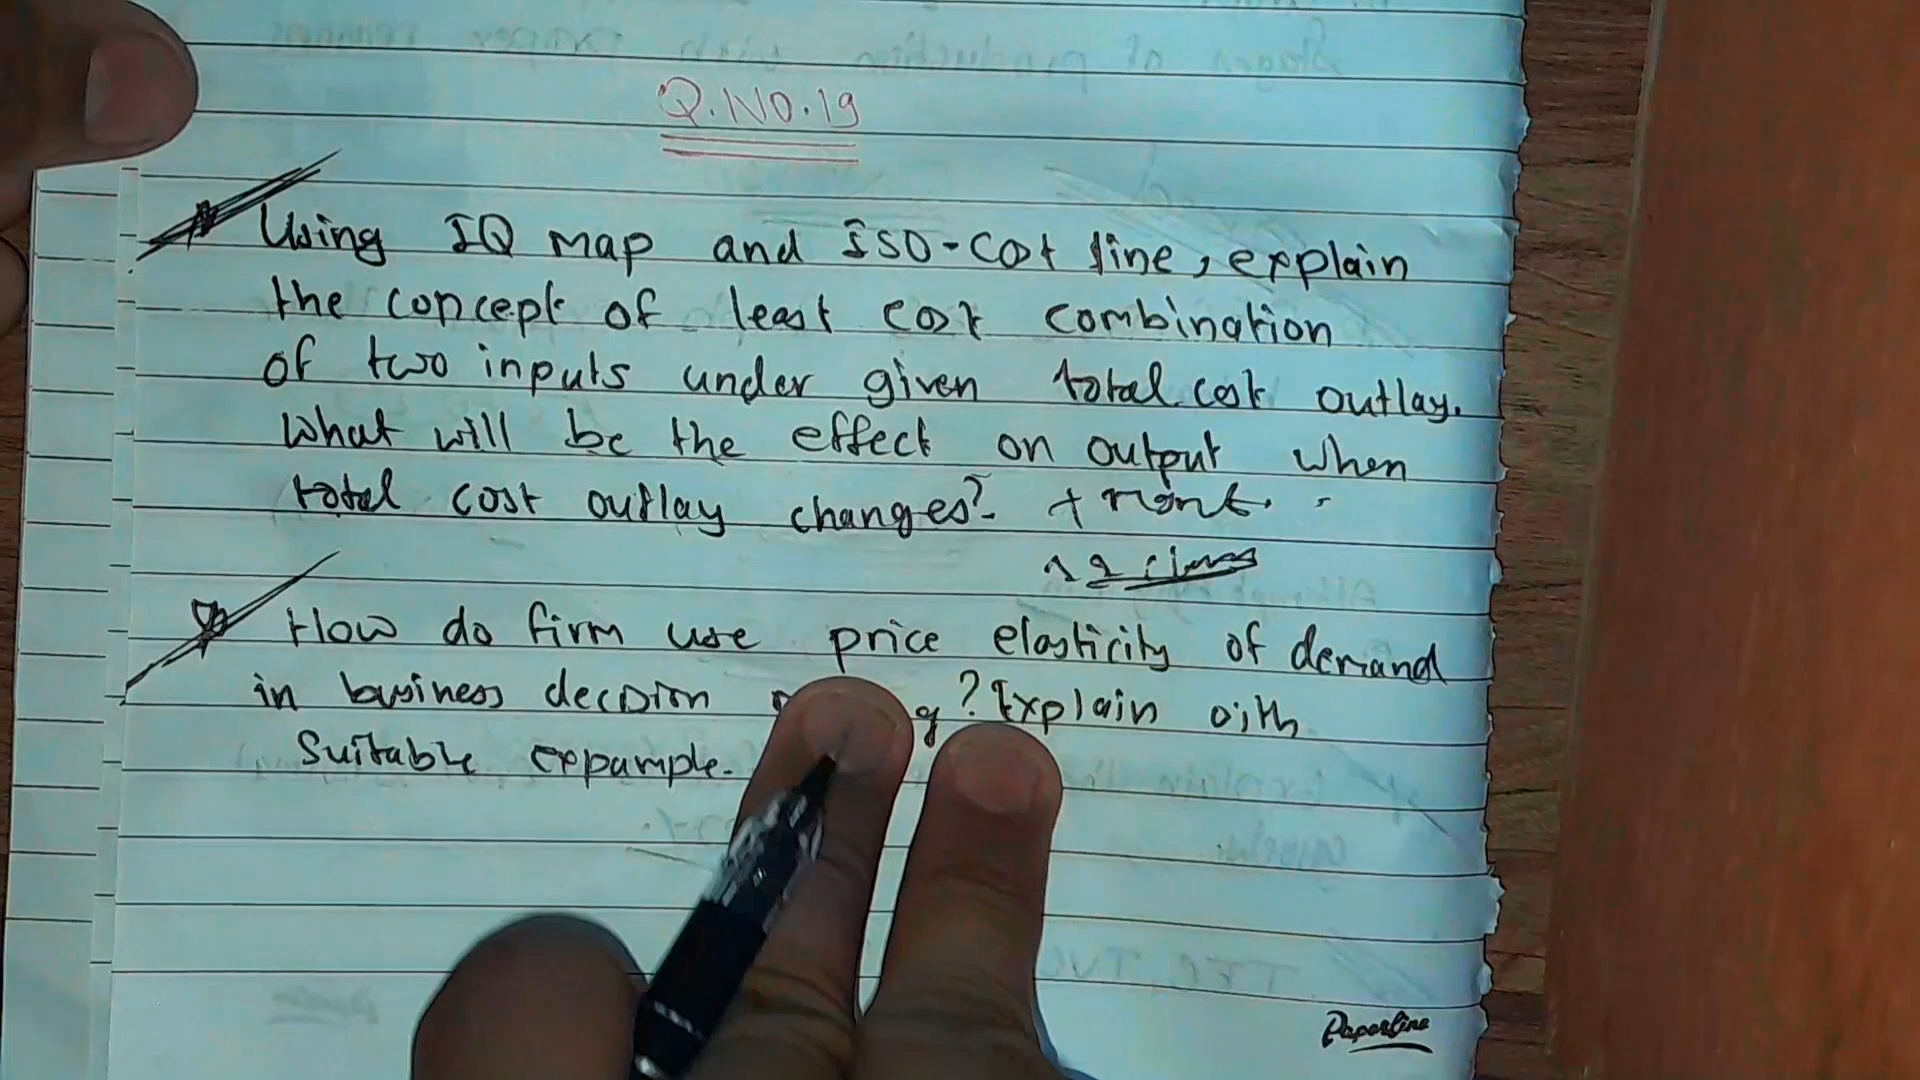 Q.NO.19
Using IQ map and ISO-Cost line, explain
the concept of least cost combination
of two inputs under given total cost outlay.
What will be the effect on output when
total cost outlay changes?
How do firm use price elasticity of demand
in business decision ? Explain with
Suitable expample.
Paperline